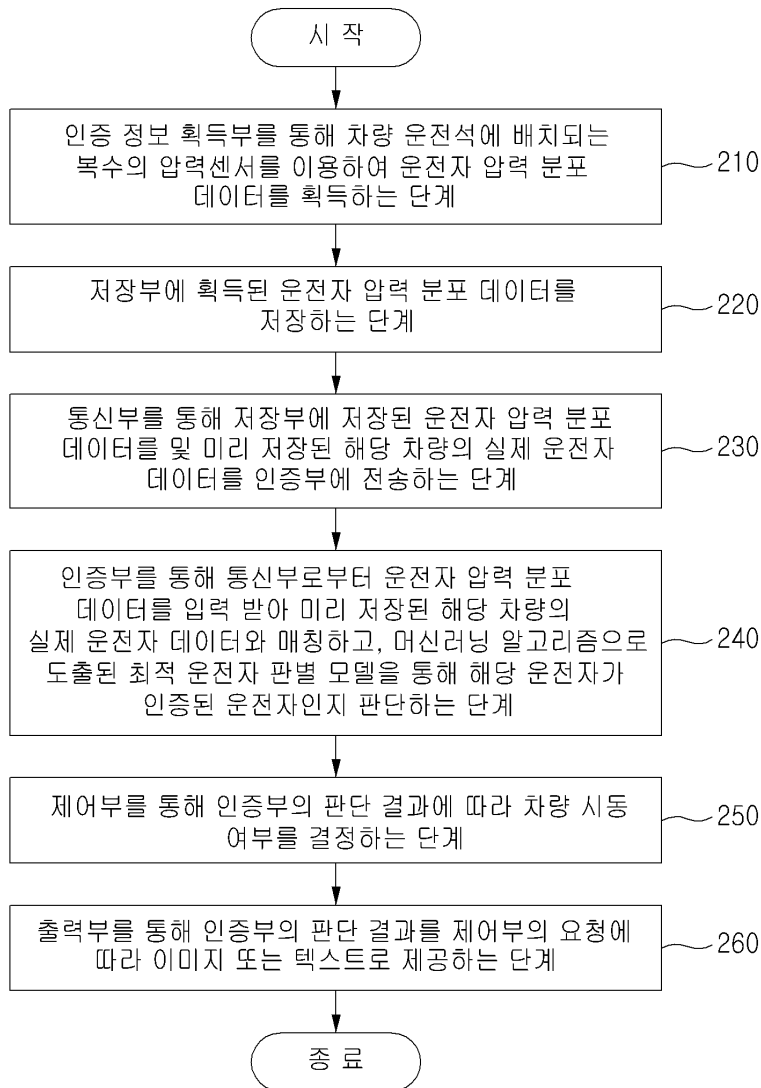 시 작
인증 정보 획득부를 통해 차량 운전석에 배치되는
복수의 압력센서를 이용하여 운전자 압력 분포
데이터를 획득하는 단계
210
저장부에 획득된 운전자 압력 분포 데이터를
저장하는 단계
220
통신부를 통해 저장부에 저장된 운전자 압력 분포
데이터를 및 미리 저장된 해당 차량의 실제 운전자
데이터를 인증부에 전송하는 단계
230
인증부를 통해 통신부로부터 운전자 압력 분포
데이터를 입력 받아 미리 저장된 해당 차량의
실제 운전자 데이터와 매칭하고, 머신러닝 알고리즘으로
도출된 최적 운전자 판별 모델을 통해 해당 운전자가
인증된 운전자인지 판단하는 단계
240
제어부를 통해 인증부의 판단 결과에 따라 차량 시동
여부를 결정하는 단계
250
출력부를 통해 인증부의 판단 결과를 제어부의 요청에
따라 이미지 또는 텍스트로 제공하는 단계
260
종 료